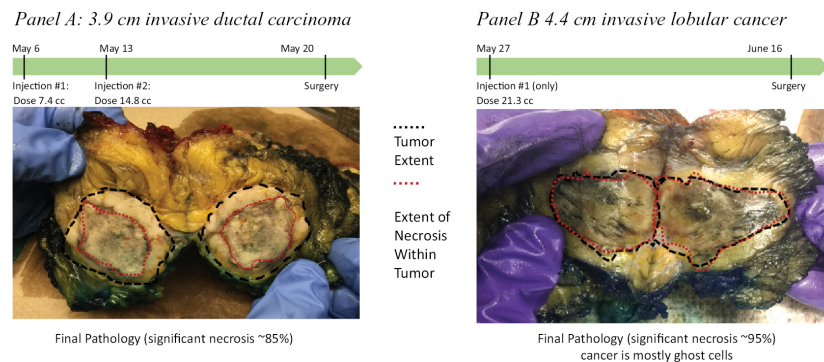 Panel A: 3.9 cm invasive ductal carcinoma
May 6
May 13
May 20
Injection #1:
Dose 7.4 cc
Injection #2:
Dose 14.8 cc
Surgery
Final Pathology (significant necrosis ~85%)
Tumor
Extent
Extent of
Necrosis
Within
Tumor
Panel B 4.4 cm invasive lobular cancer
May 27
June 16
Injection #1 (only)
Dose 21.3 cc
Surgery
Final Pathology (significant necrosis ~95%)
cancer is mostly ghost cells